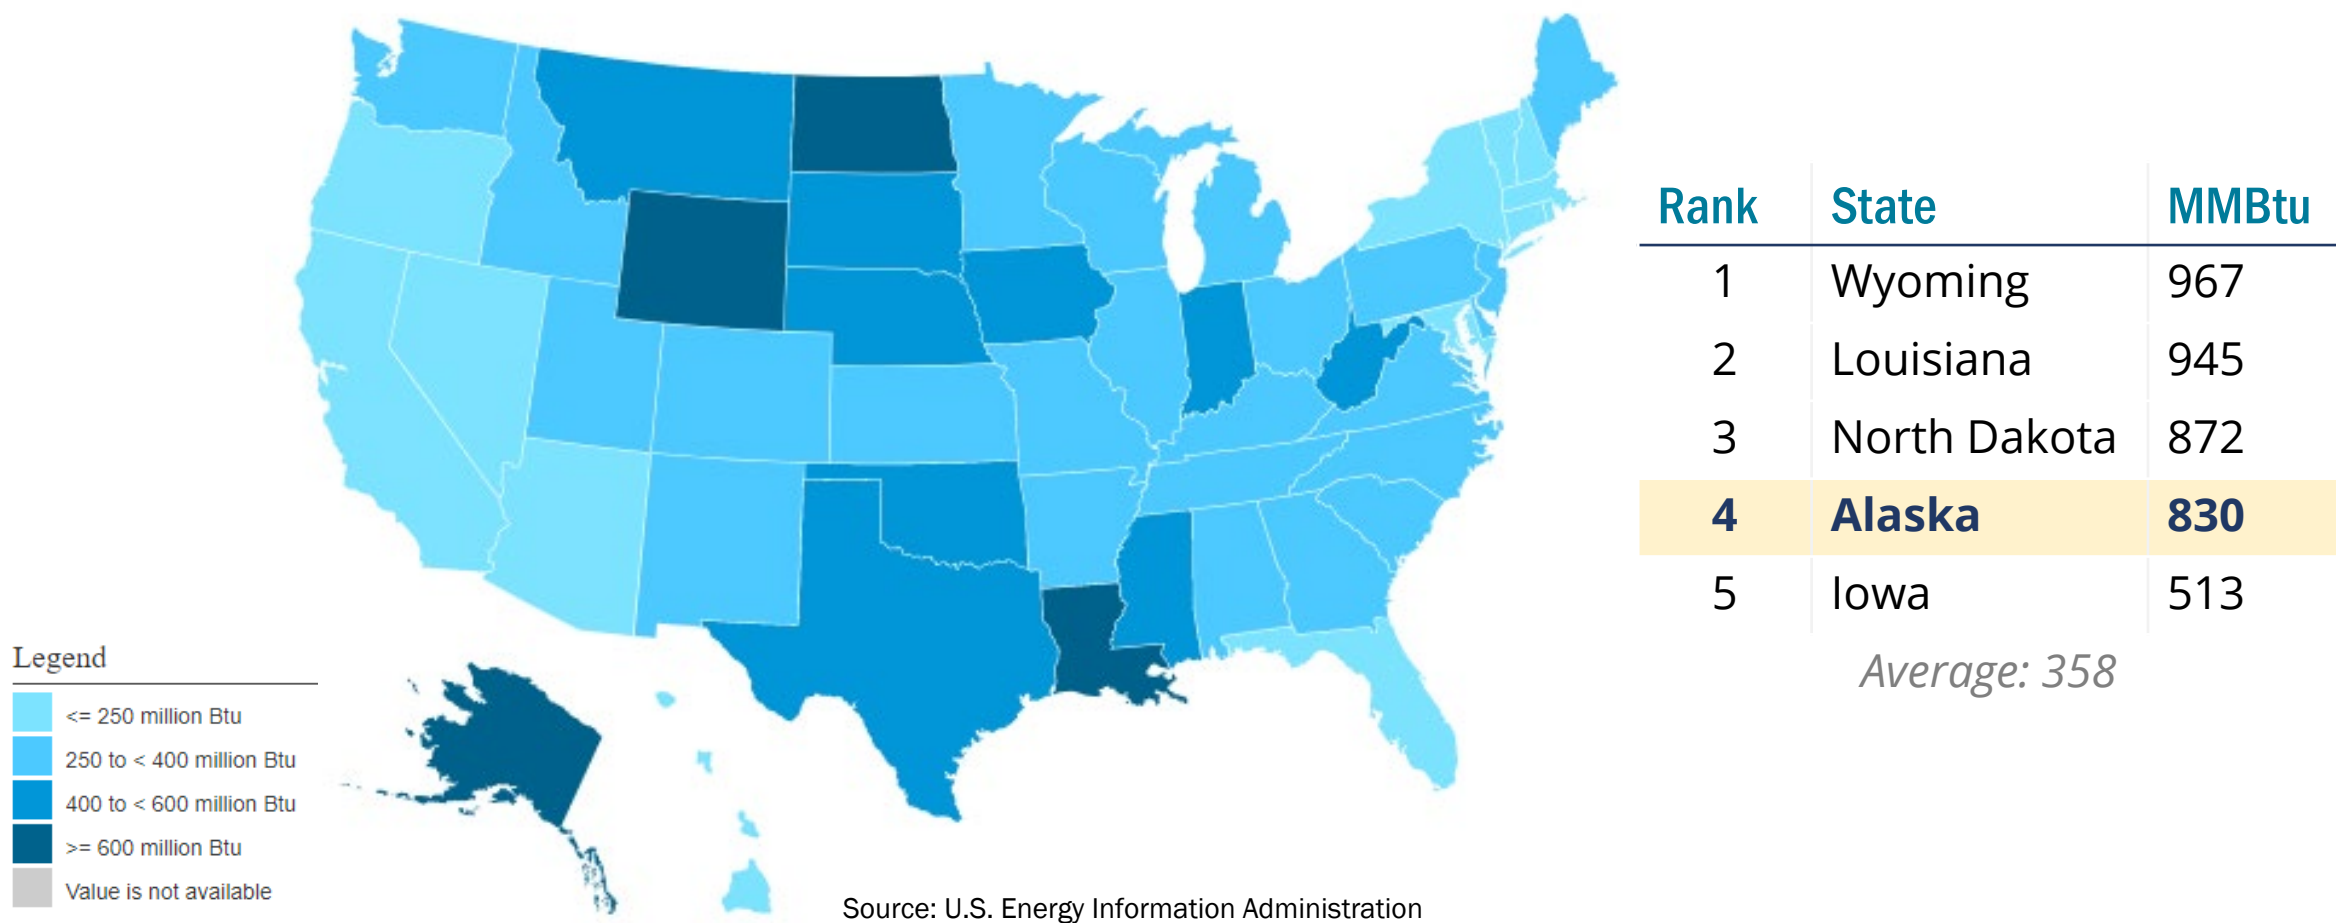 Rank State MMBtu
1 Wyoming 967
2 Louisiana 945
3 North Dakota 872
4 Alaska 830
5 Iowa 513
Average: 358
Legend
<= 250 million Btu
250 to < 400 million Btu
400 to < 600 million Btu
>= 600 million Btu
Value is not available
Source: U.S. Energy Information Administration